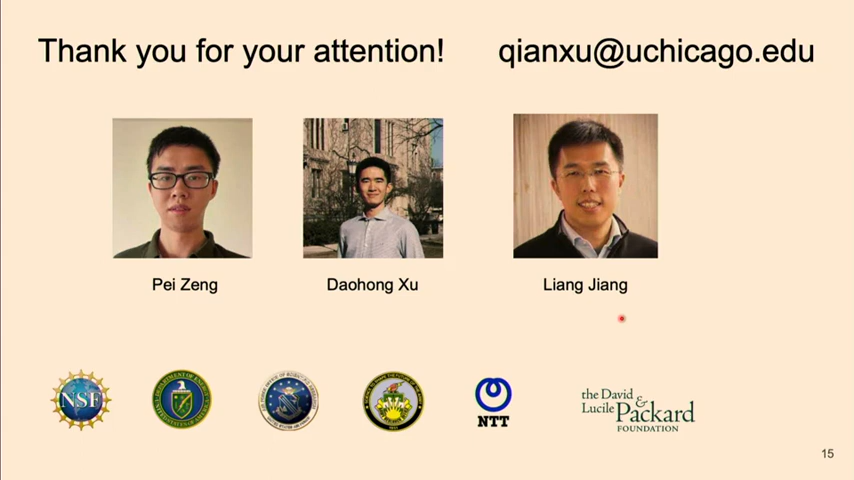 Thank you for your attention! qianxu@uchicago.edu
Pei Zeng Daohong Xu Liang Jiang
NSF
NTT
the David & Lucile Packard
FOUNDATION
15